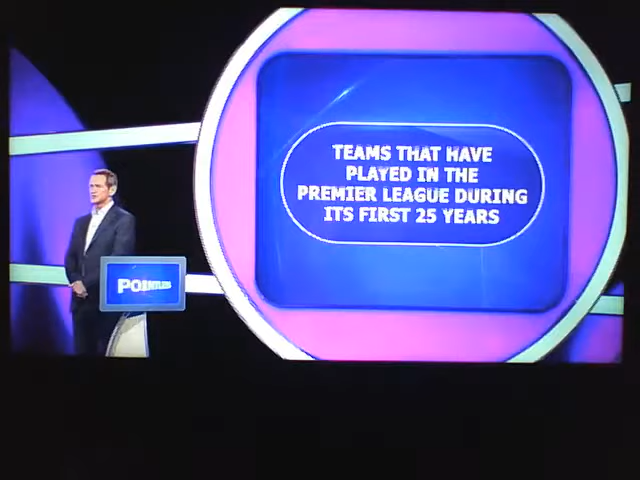 TEAMS THAT HAVE
PLAYED IN THE
PREMIER LEAGUE DURING
ITS FIRST 25 YEARS
POINTLESS